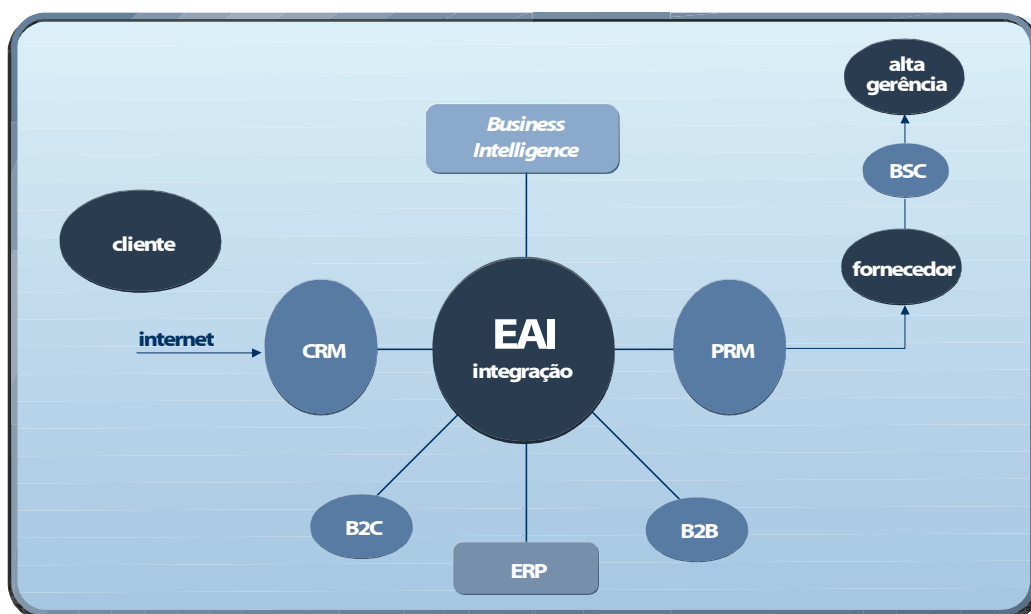 alta
gerência
Business
Intelligence
BSC
cliente
fornecedor
internet
CRM
EAI
integração
PRM
B2C
B2B
ERP